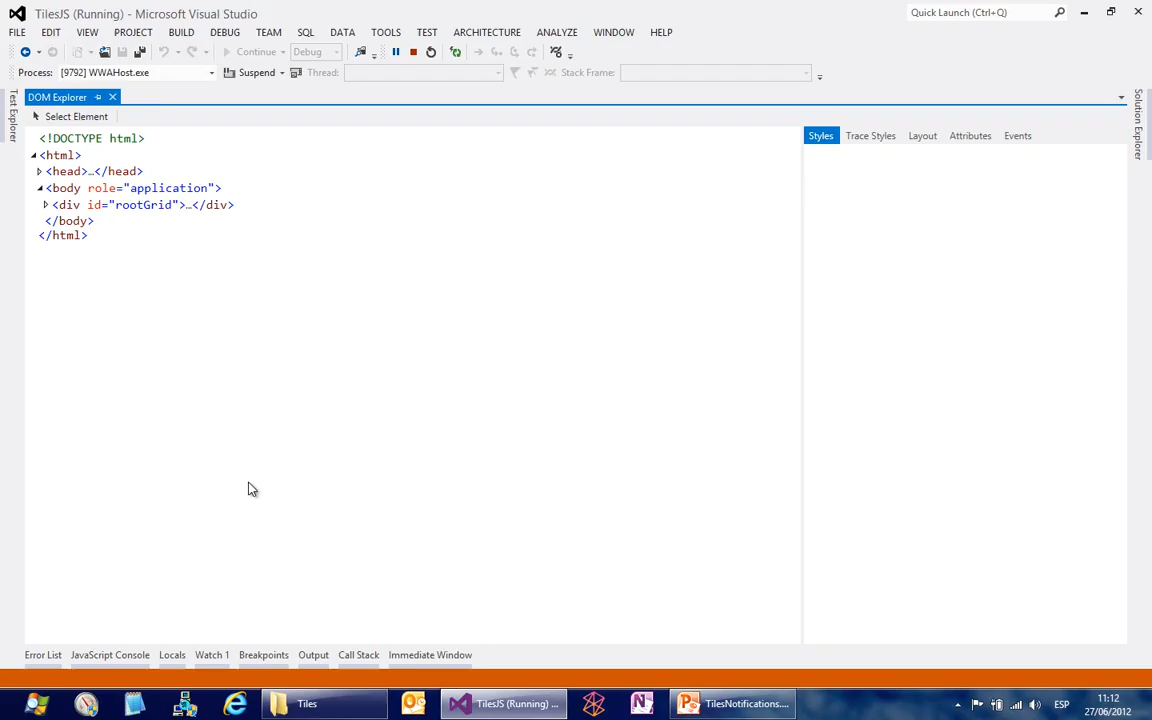 TilesJS (Running) - Microsoft Visual Studio
Quick Launch (Ctrl+Q)
FILE EDIT VIEW PROJECT BUILD DEBUG TEAM SQL DATA TOOLS TEST ARCHITECTURE ANALYZE WINDOW HELP
Continue Debug
Process: [9792] WWAHost.exe Suspend Thread: Stack Frame:
Test Explorer
DOM Explorer
Solution Explorer
Select Element
Styles Trace Styles Layout Attributes Events
<!DOCTYPE html>
<html>
<head>…</head>
<body role="application">
<div id="rootGrid">…</div>
</body>
</html>
Error List JavaScript Console Locals Watch 1 Breakpoints Output Call Stack Immediate Window
Tiles
TilesJS (Running) ...
TilesNotifications....
ESP
11:12
27/06/2012